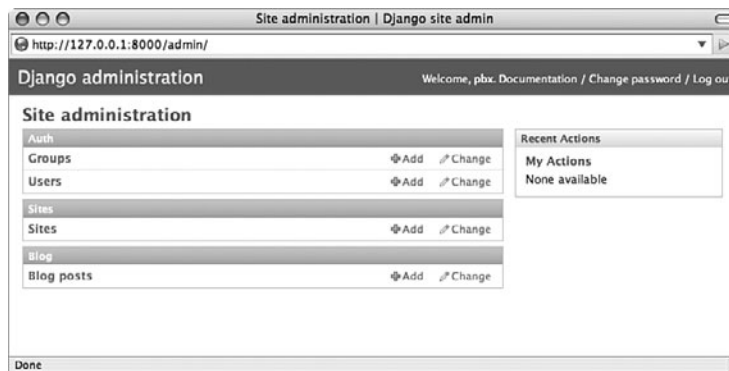 Site administration | Django site admin
http://127.0.0.1:8000/admin/
Django administration
Welcome, pbx. Documentation / Change password / Log out
Site administration
Auth
Groups Add Change
Users Add Change
Sites
Sites Add Change
Blog
Blog posts Add Change
Recent Actions
My Actions
None available
Done